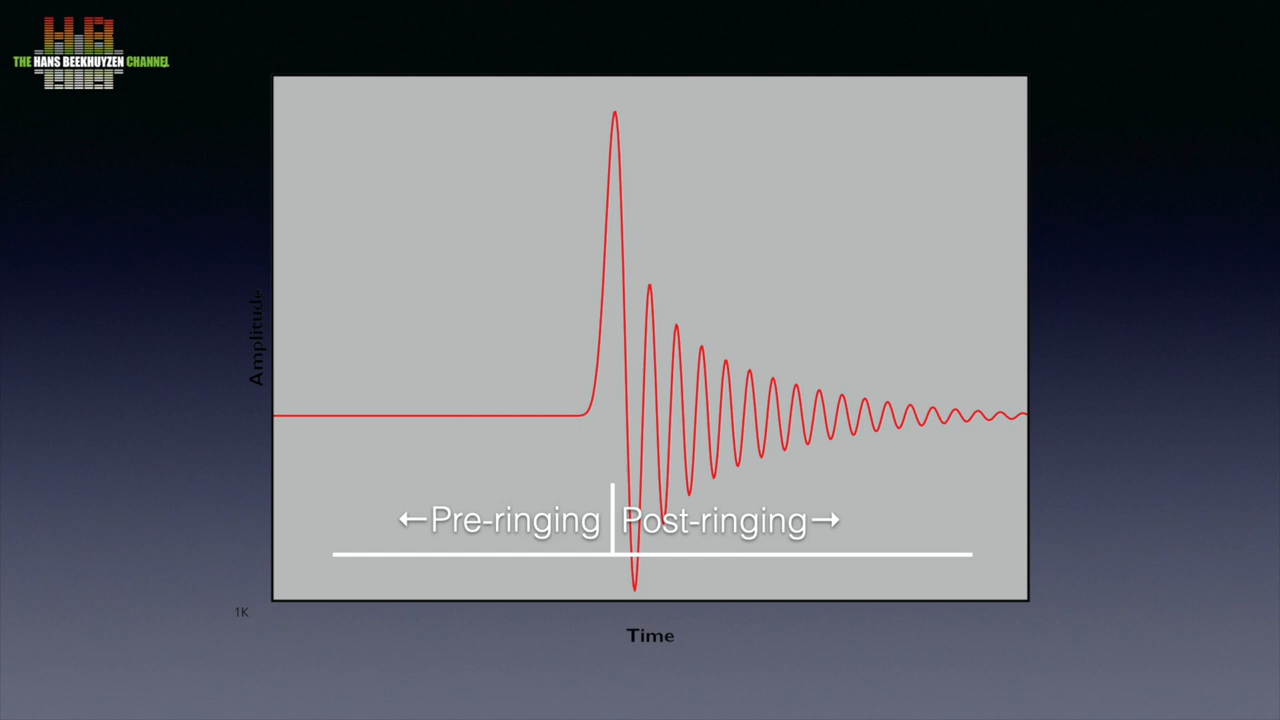 THE HANS BEEKHUYZEN CHANNEL
Amplitude
←Pre-ringing
Post-ringing→
1K
Time